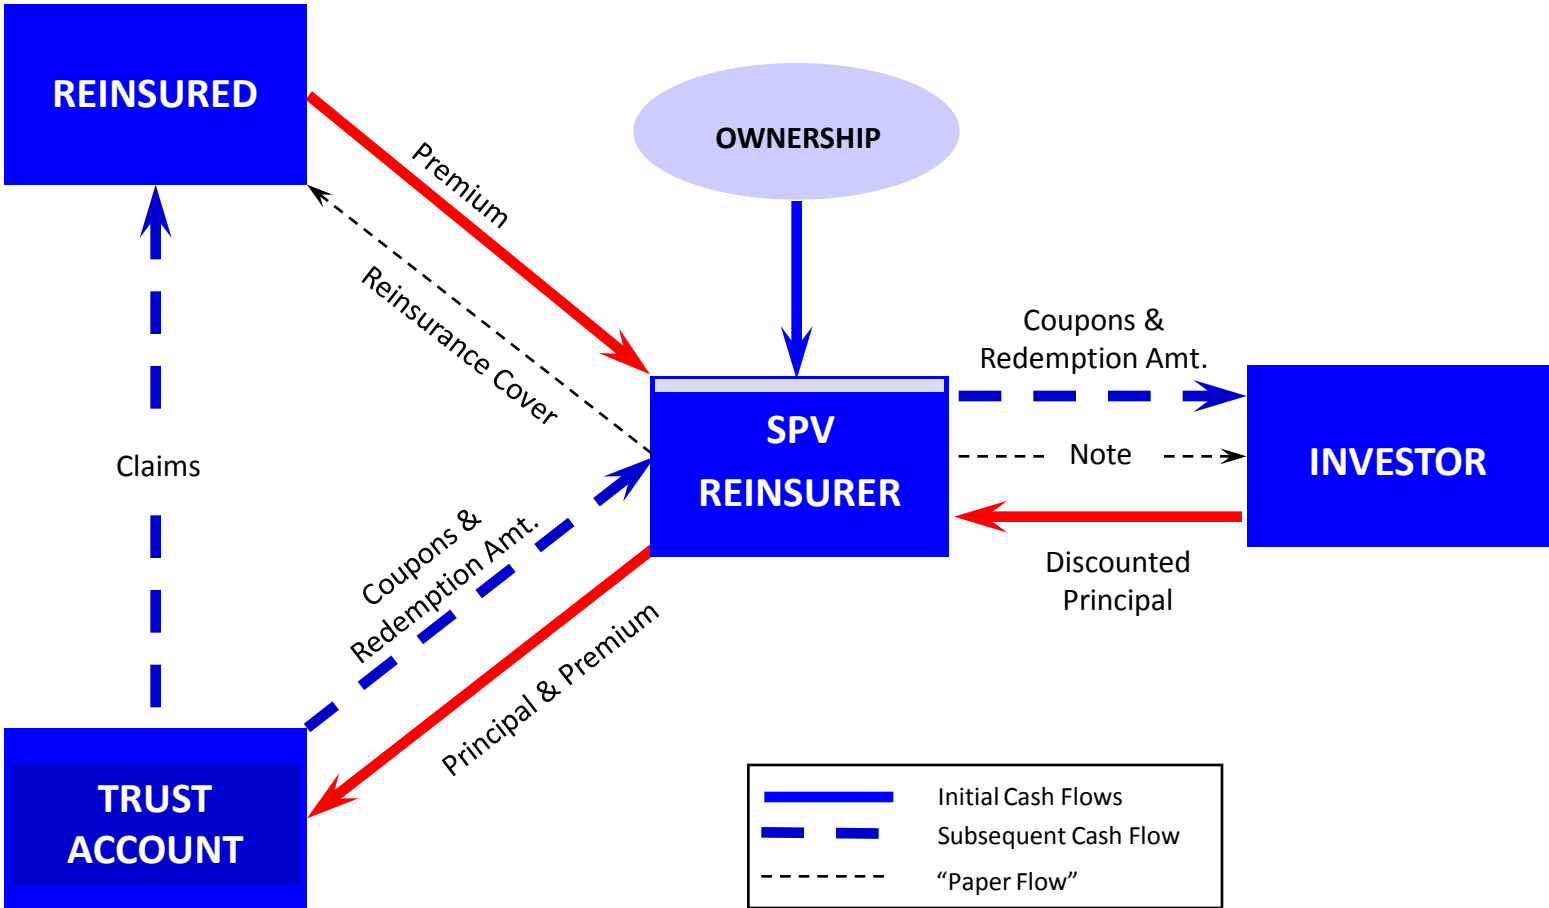 REINSURED
OWNERSHIP
Premium
Reinsurance Cover
Coupons &
Redemption Amt.
SPV
REINSURER
Note
INVESTOR
Claims
Coupons &
Redemption Amt.
Discounted
Principal
Principal & Premium
TRUST
ACCOUNT
Initial Cash Flows
Subsequent Cash Flow
“Paper Flow”